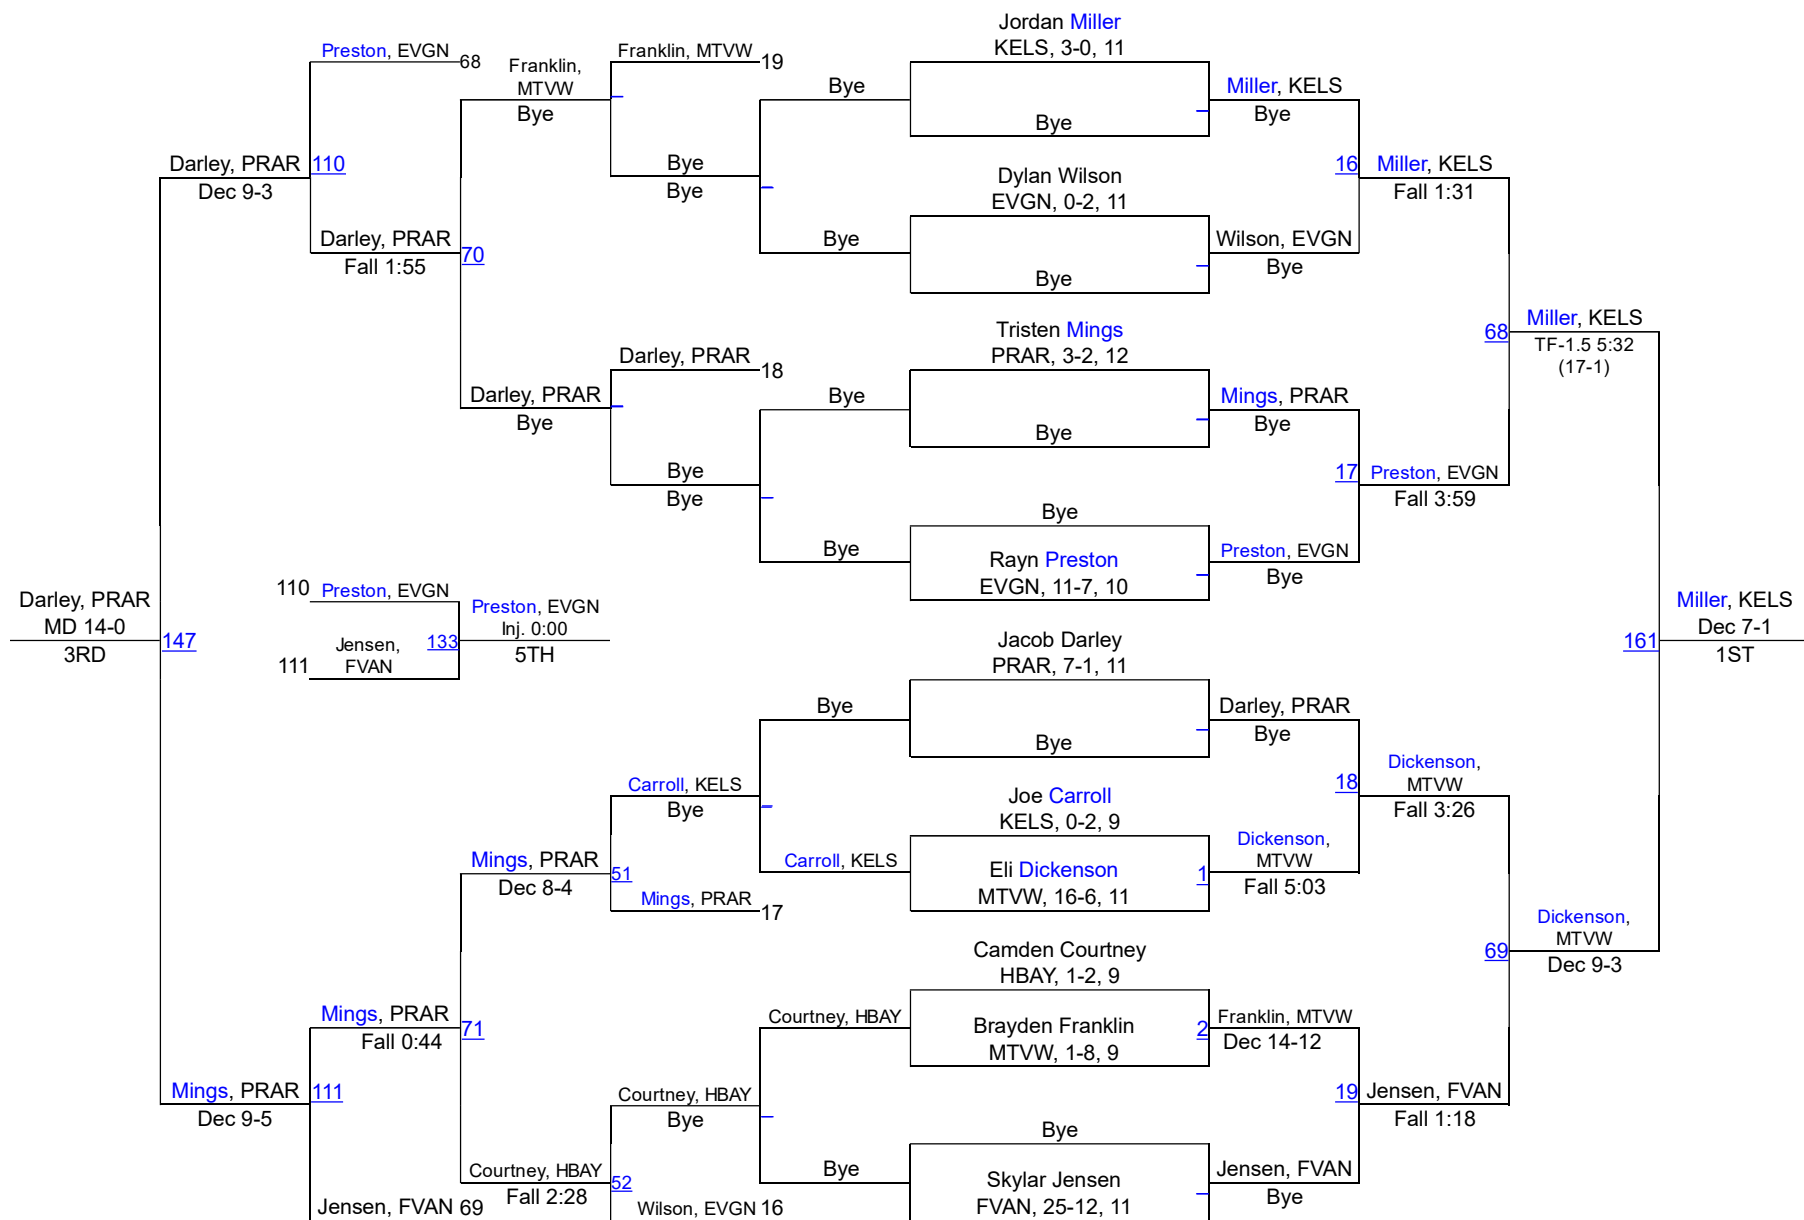 Jordan Miller
KELS, 3-0, 11
Preston, EVGN
68
Franklin,
MTVW
Bye
Franklin, MTVW
19
Bye
Bye
Miller, KELS
Bye
Darley, PRAR
Dec 9-3
110
Bye
Bye
Dylan Wilson
EVGN, 0-2, 11
16
Miller, KELS
Fall 1:31
Darley, PRAR
Fall 1:55
70
Bye
Bye
Wilson, EVGN
Bye
Tristen Mings
PRAR, 3-2, 12
68
Miller, KELS
TF-1.5 5:32
(17-1)
Darley, PRAR
18
Darley, PRAR
Bye
Bye
Bye
Mings, PRAR
Bye
Bye
Bye
17
Preston, EVGN
Fall 3:59
Bye
Bye
Rayn Preston
EVGN, 11-7, 10
Preston, EVGN
Bye
Darley, PRAR
MD 14-0
3RD
147
110
Preston, EVGN
Jensen,
FVAN
111
133
Preston, EVGN
Inj. 0:00
5TH
Jacob Darley
PRAR, 7-1, 11
161
Miller, KELS
Dec 7-1
1ST
Bye
Bye
Darley, PRAR
Bye
Carroll, KELS
Bye
Joe Carroll
KELS, 0-2, 9
18
Dickenson,
MTVW
Fall 3:26
Mings, PRAR
Dec 8-4
51
Carroll, KELS
Eli Dickenson
MTVW, 16-6, 11
1
Dickenson,
MTVW
Fall 5:03
Mings, PRAR
17
Camden Courtney
HBAY, 1-2, 9
69
Dickenson,
MTVW
Dec 9-3
Mings, PRAR
Fall 0:44
71
Courtney, HBAY
Brayden Franklin
MTVW, 1-8, 9
2
Franklin, MTVW
Dec 14-12
Mings, PRAR
Dec 9-5
111
Courtney, HBAY
Bye
19
Jensen, FVAN
Fall 1:18
Bye
Courtney, HBAY
Fall 2:28
52
Bye
Skylar Jensen
FVAN, 25-12, 11
Jensen, FVAN
Bye
Jensen, FVAN
69
Wilson, EVGN
16